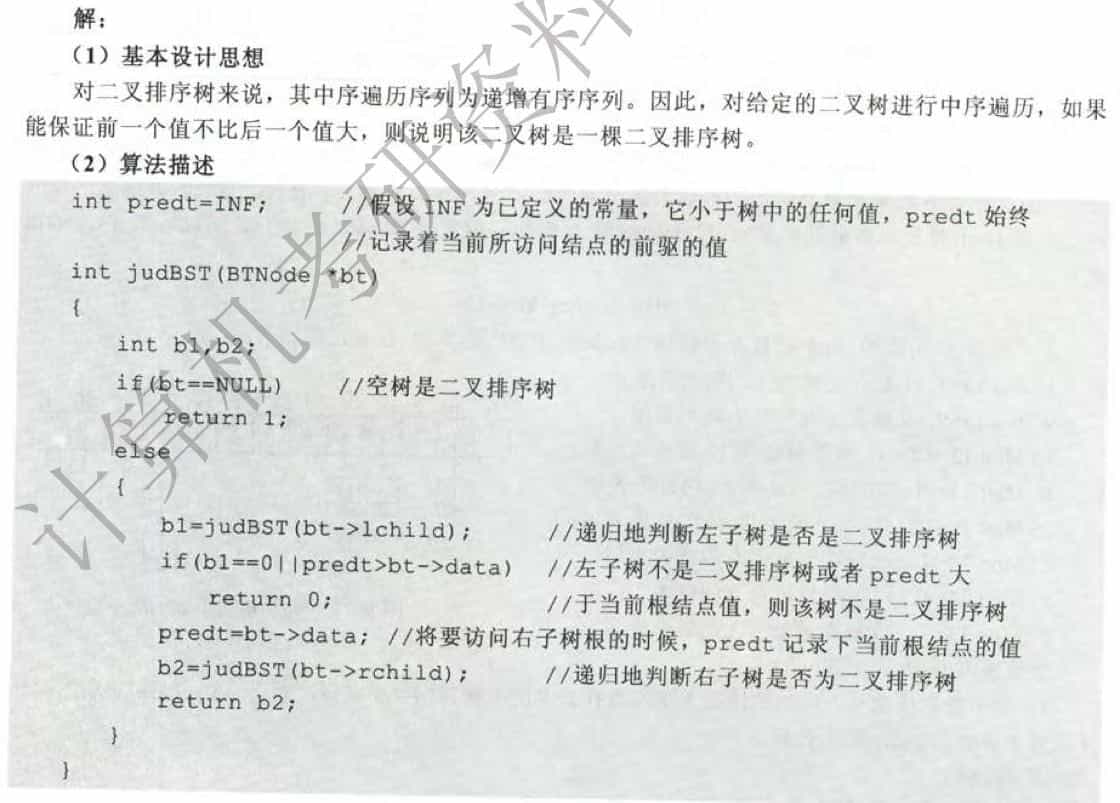 解：
（1）基本设计思想
对二叉排序树来说，其中序遍历序列为递增有序序列。因此，对给定的二叉树进行中序遍历，如果
能保证前一个值不比后一个值大，则说明该二叉树是一棵二叉排序树。
（2）算法描述
int predt=INF; //假设 INF 为已定义的常量，它小于树中的任何值，predt 始终
//记录着当前所访问结点的前驱的值
int judBST(BTNode *bt)
{
int b1,b2;
if(bt==NULL) //空树是二叉排序树
return 1;
else
{
b1=judBST(bt->lchild); //递归地判断左子树是否是二叉排序树
if(b1==0||predt>bt->data) //左子树不是二叉排序树或者 predt 大
return 0; //于当前根结点值，则该树不是二叉排序树
predt=bt->data; //将要访问右子树根的时候，predt 记录下当前根结点的值
b2=judBST(bt->rchild); //递归地判断右子树是否为二叉排序树
return b2;
}
}
计算机考研资料